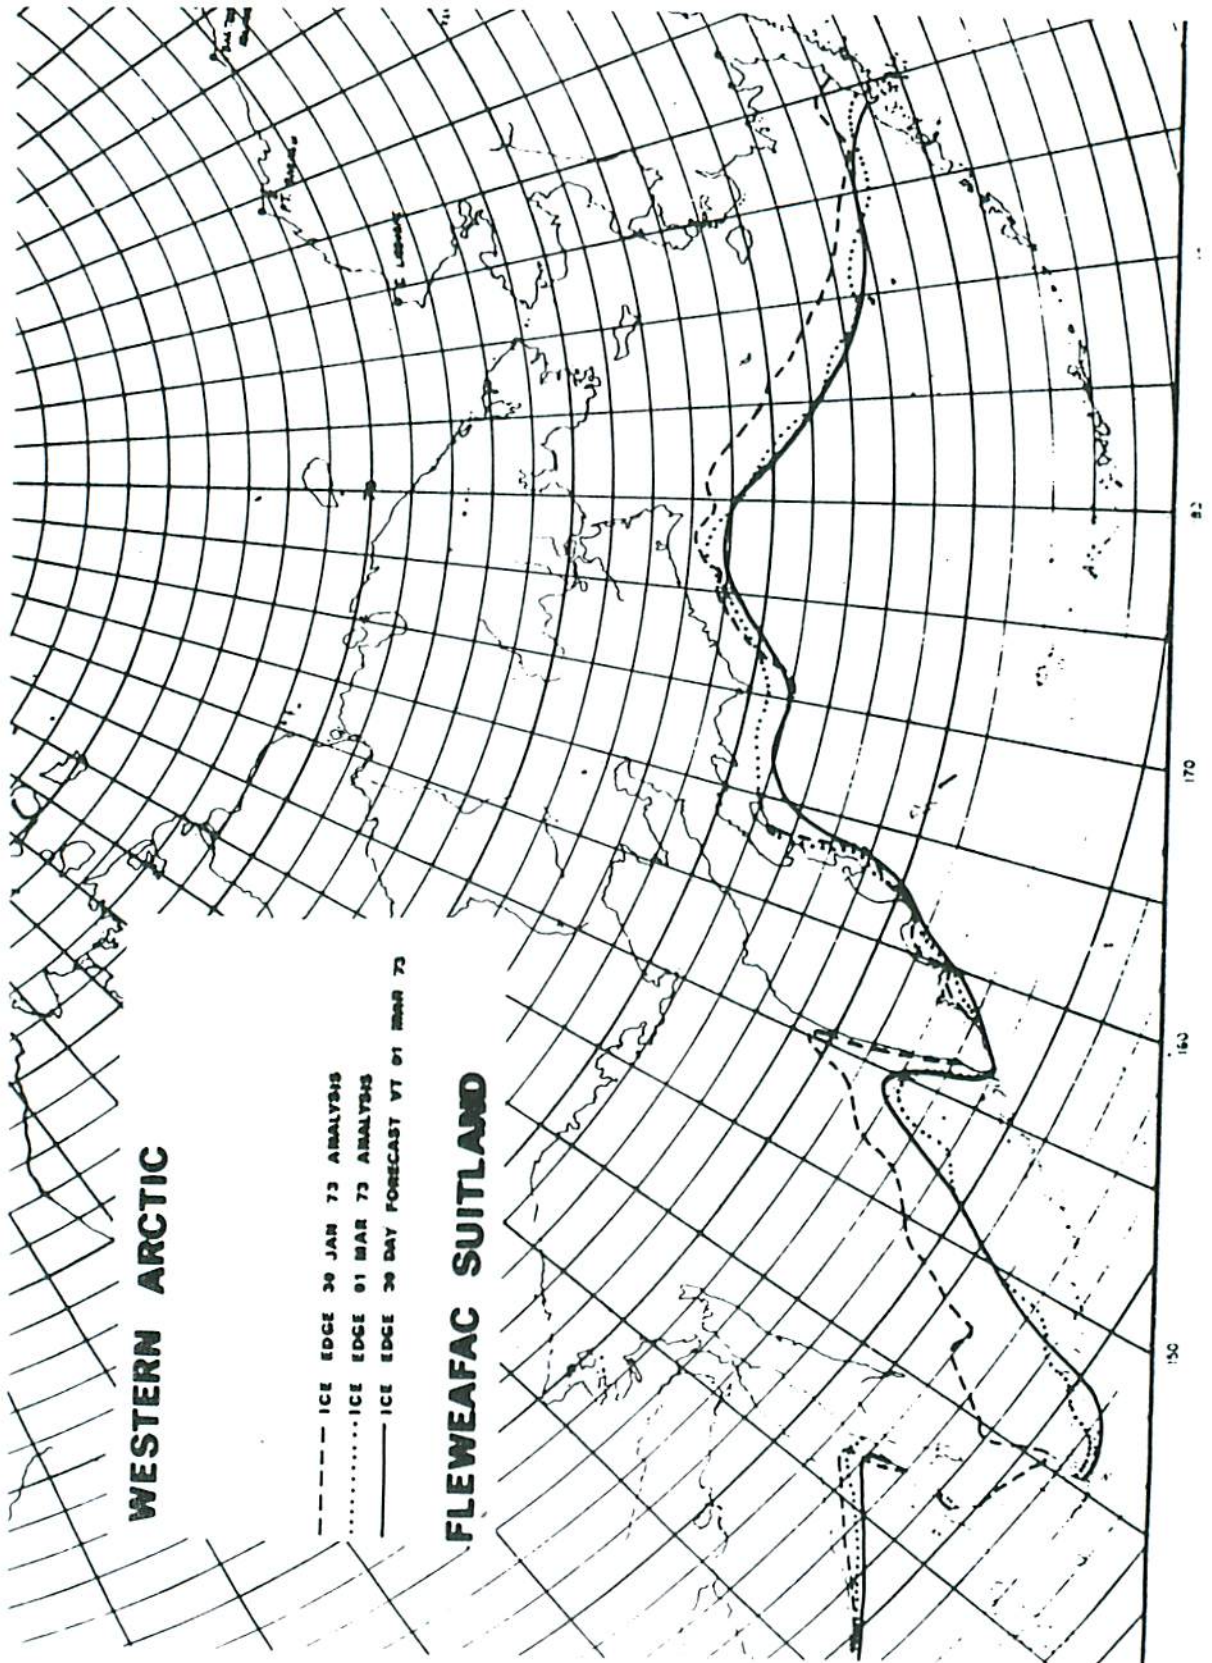 WESTERN ARCTIC
--- ICE EDGE 30 JAN 73 ANALYSIS
....... ICE EDGE 01 MAR 73 ANALYSIS
—— ICE EDGE 30 DAY FORECAST VT 01 MAR 73
FLEWEAFAC SUITLAND
170
160
150